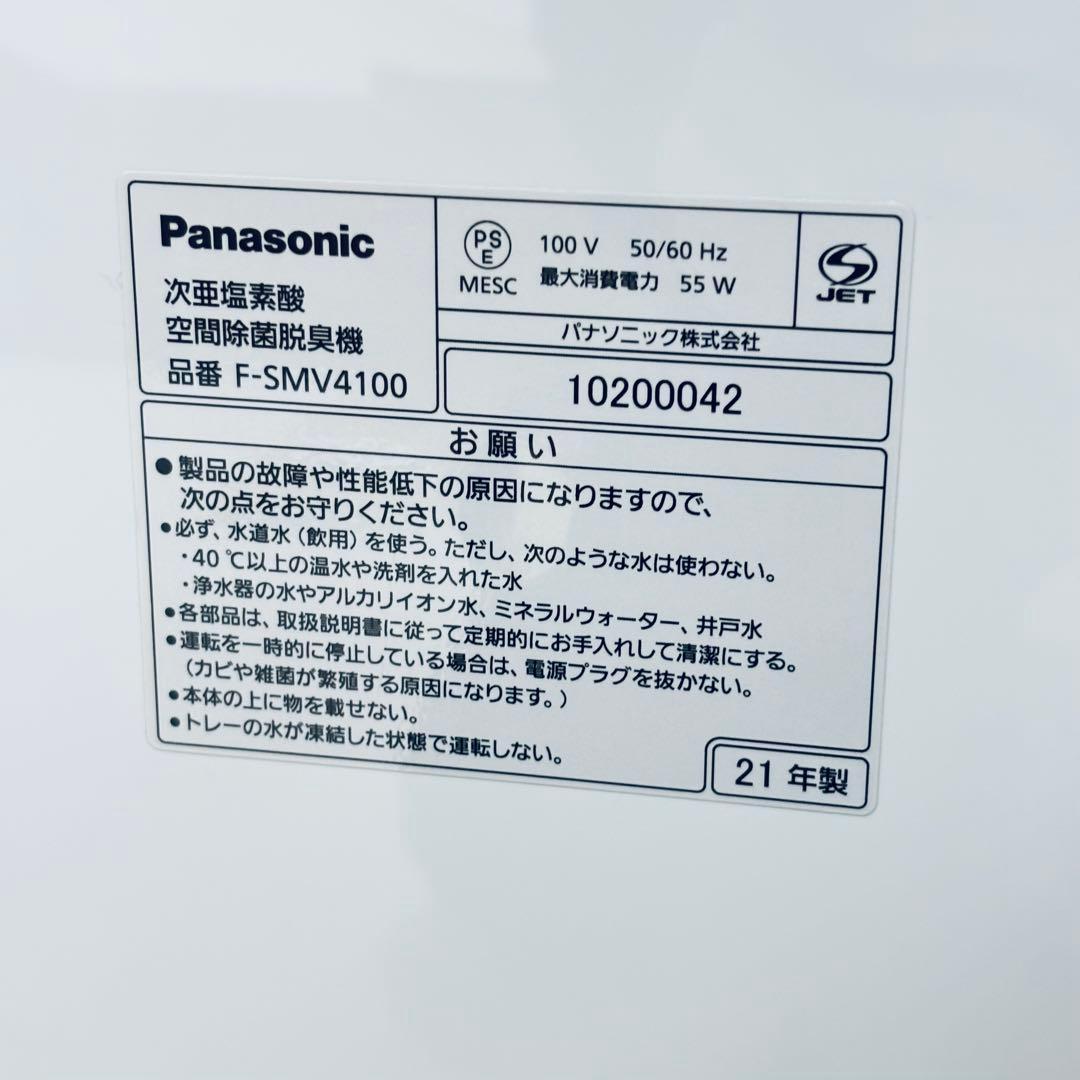 Panasonic
次亜塩素酸
空間除菌脱臭機
品番 F-SMV4100
PS
E
MESC
100 V 50/60 Hz
最大消費電力 55 W
JET
パナソニック株式会社
10200042
お願い
●製品の故障や性能低下の原因になりますので、
次の点をお守りください。
●必ず、水道水（飲用）を使う。ただし、次のような水は使わない。
・40 ℃以上の温水や洗剤を入れた水
・浄水器の水やアルカリイオン水、ミネラルウォーター、井戸水
●各部品は、取扱説明書に従って定期的にお手入れして清潔にする。
●運転を一時的に停止している場合は、電源プラグを抜かない。
（カビや雑菌が繁殖する原因になります。）
●本体の上に物を載せない。
●トレーの水が凍結した状態で運転しない。
21 年製